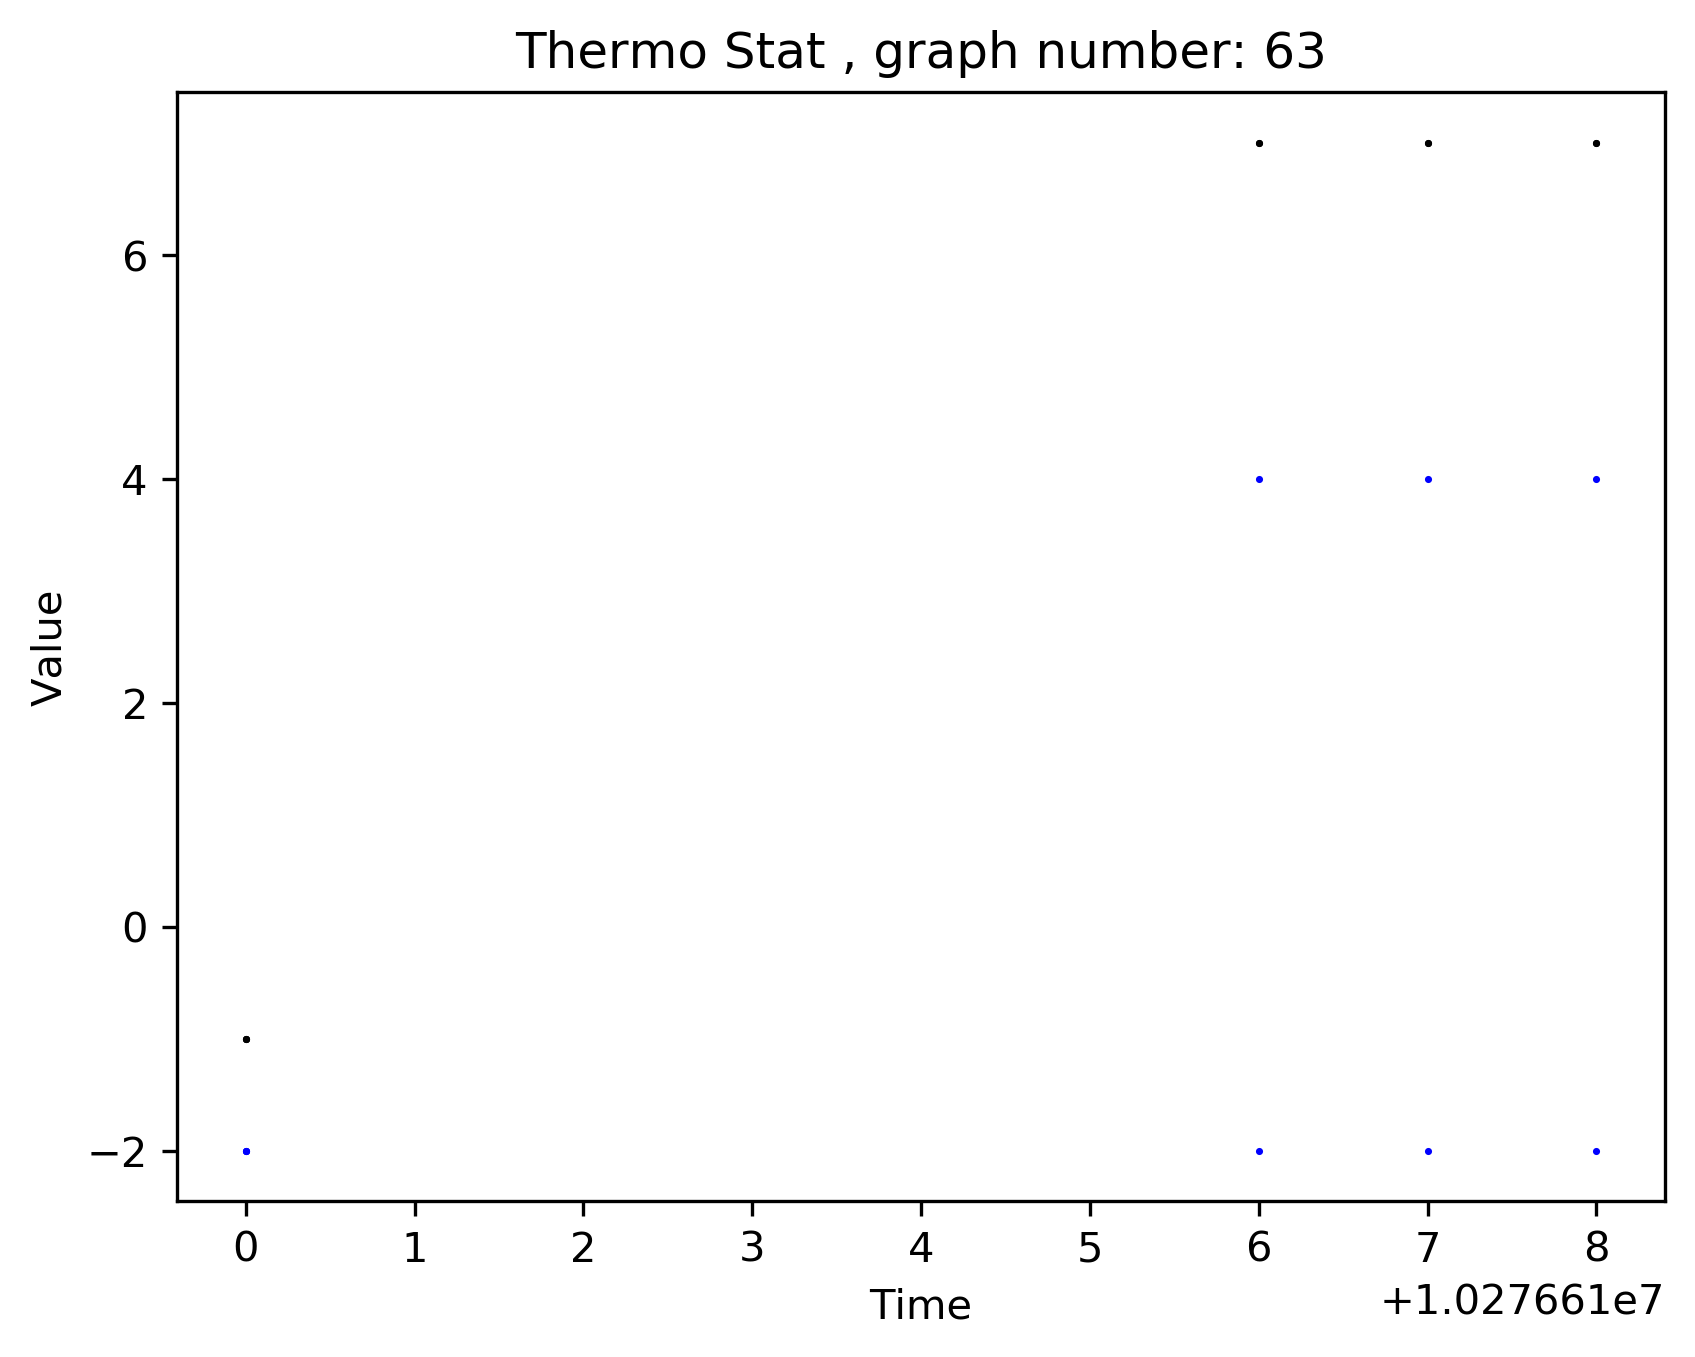 Thermo Stat , graph number: 63
6
4
2
0
−2
Value
0 1 2 3 4 5 6 7 8
Time
+1.027661e7